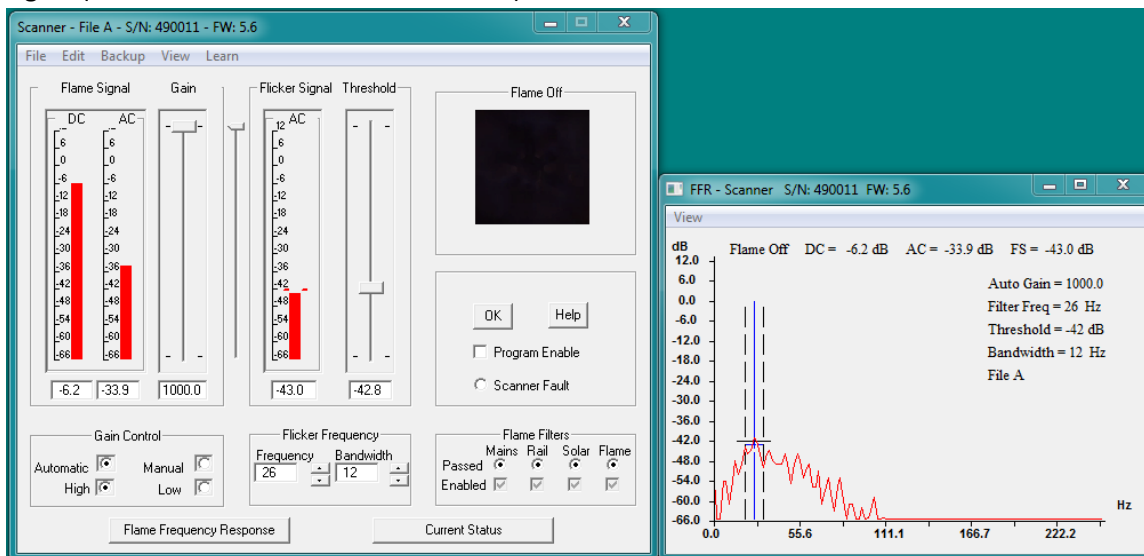 Scanner - File A - S/N: 490011 - FW: 5.6
File Edit Backup View Learn
Flame Signal Gain
DC AC
6 6
0 0
-6 -6
-12 -12
-18 -18
-24 -24
-30 -30
-36 -36
-42 -42
-48 -48
-54 -54
-60 -60
-66 -66
-6.2 -33.9 1000.0
Flicker Signal Threshold
12 AC
6
0
-6
-12
-18
-24
-30
-36
-42
-48
-54
-60
-66
-43.0 -42.8
Flame Off
OK Help
Program Enable
Scanner Fault
Gain Control
Automatic Manual
High Low
Flicker Frequency
Frequency Bandwidth
26 12
Flame Filters
Mains Rail Solar Flame
Passed
Enabled
Flame Frequency Response
Current Status
FFR - Scanner S/N: 490011 FW: 5.6
View
dB
Flame Off DC = -6.2 dB AC = -33.9 dB FS = -43.0 dB
12.0
6.0
0.0
-6.0
-12.0
-18.0
-24.0
-30.0
-36.0
-42.0
-48.0
-54.0
-60.0
-66.0
Auto Gain = 1000.0
Filter Freq = 26 Hz
Threshold = -42 dB
Bandwidth = 12 Hz
File A
Hz
0.0 55.6 111.1 166.7 222.2